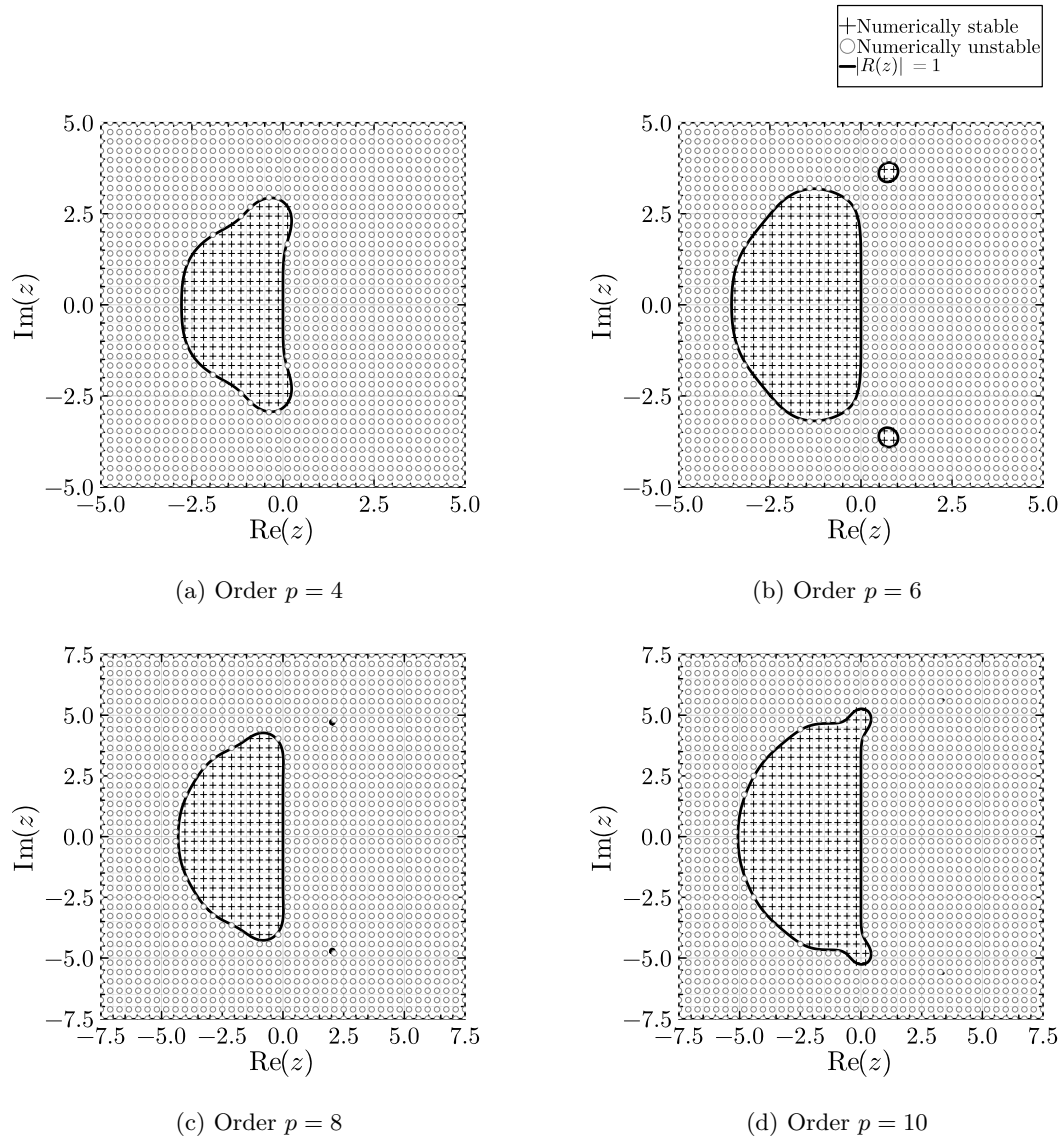 Numerically stable
Numerically unstable
|R(z)| = 1
5.0
2.5
0.0
−2.5
−5.0
Im(z)
−5.0 −2.5 0.0 2.5 5.0
Re(z)
(a) Order p = 4
5.0
2.5
0.0
−2.5
−5.0
Im(z)
−5.0 −2.5 0.0 2.5 5.0
Re(z)
(b) Order p = 6
7.5
5.0
2.5
0.0
−2.5
−5.0
−7.5
Im(z)
−7.5 −5.0 −2.5 0.0 2.5 5.0 7.5
Re(z)
(c) Order p = 8
7.5
5.0
2.5
0.0
−2.5
−5.0
−7.5
Im(z)
−7.5 −5.0 −2.5 0.0 2.5 5.0 7.5
Re(z)
(d) Order p = 10